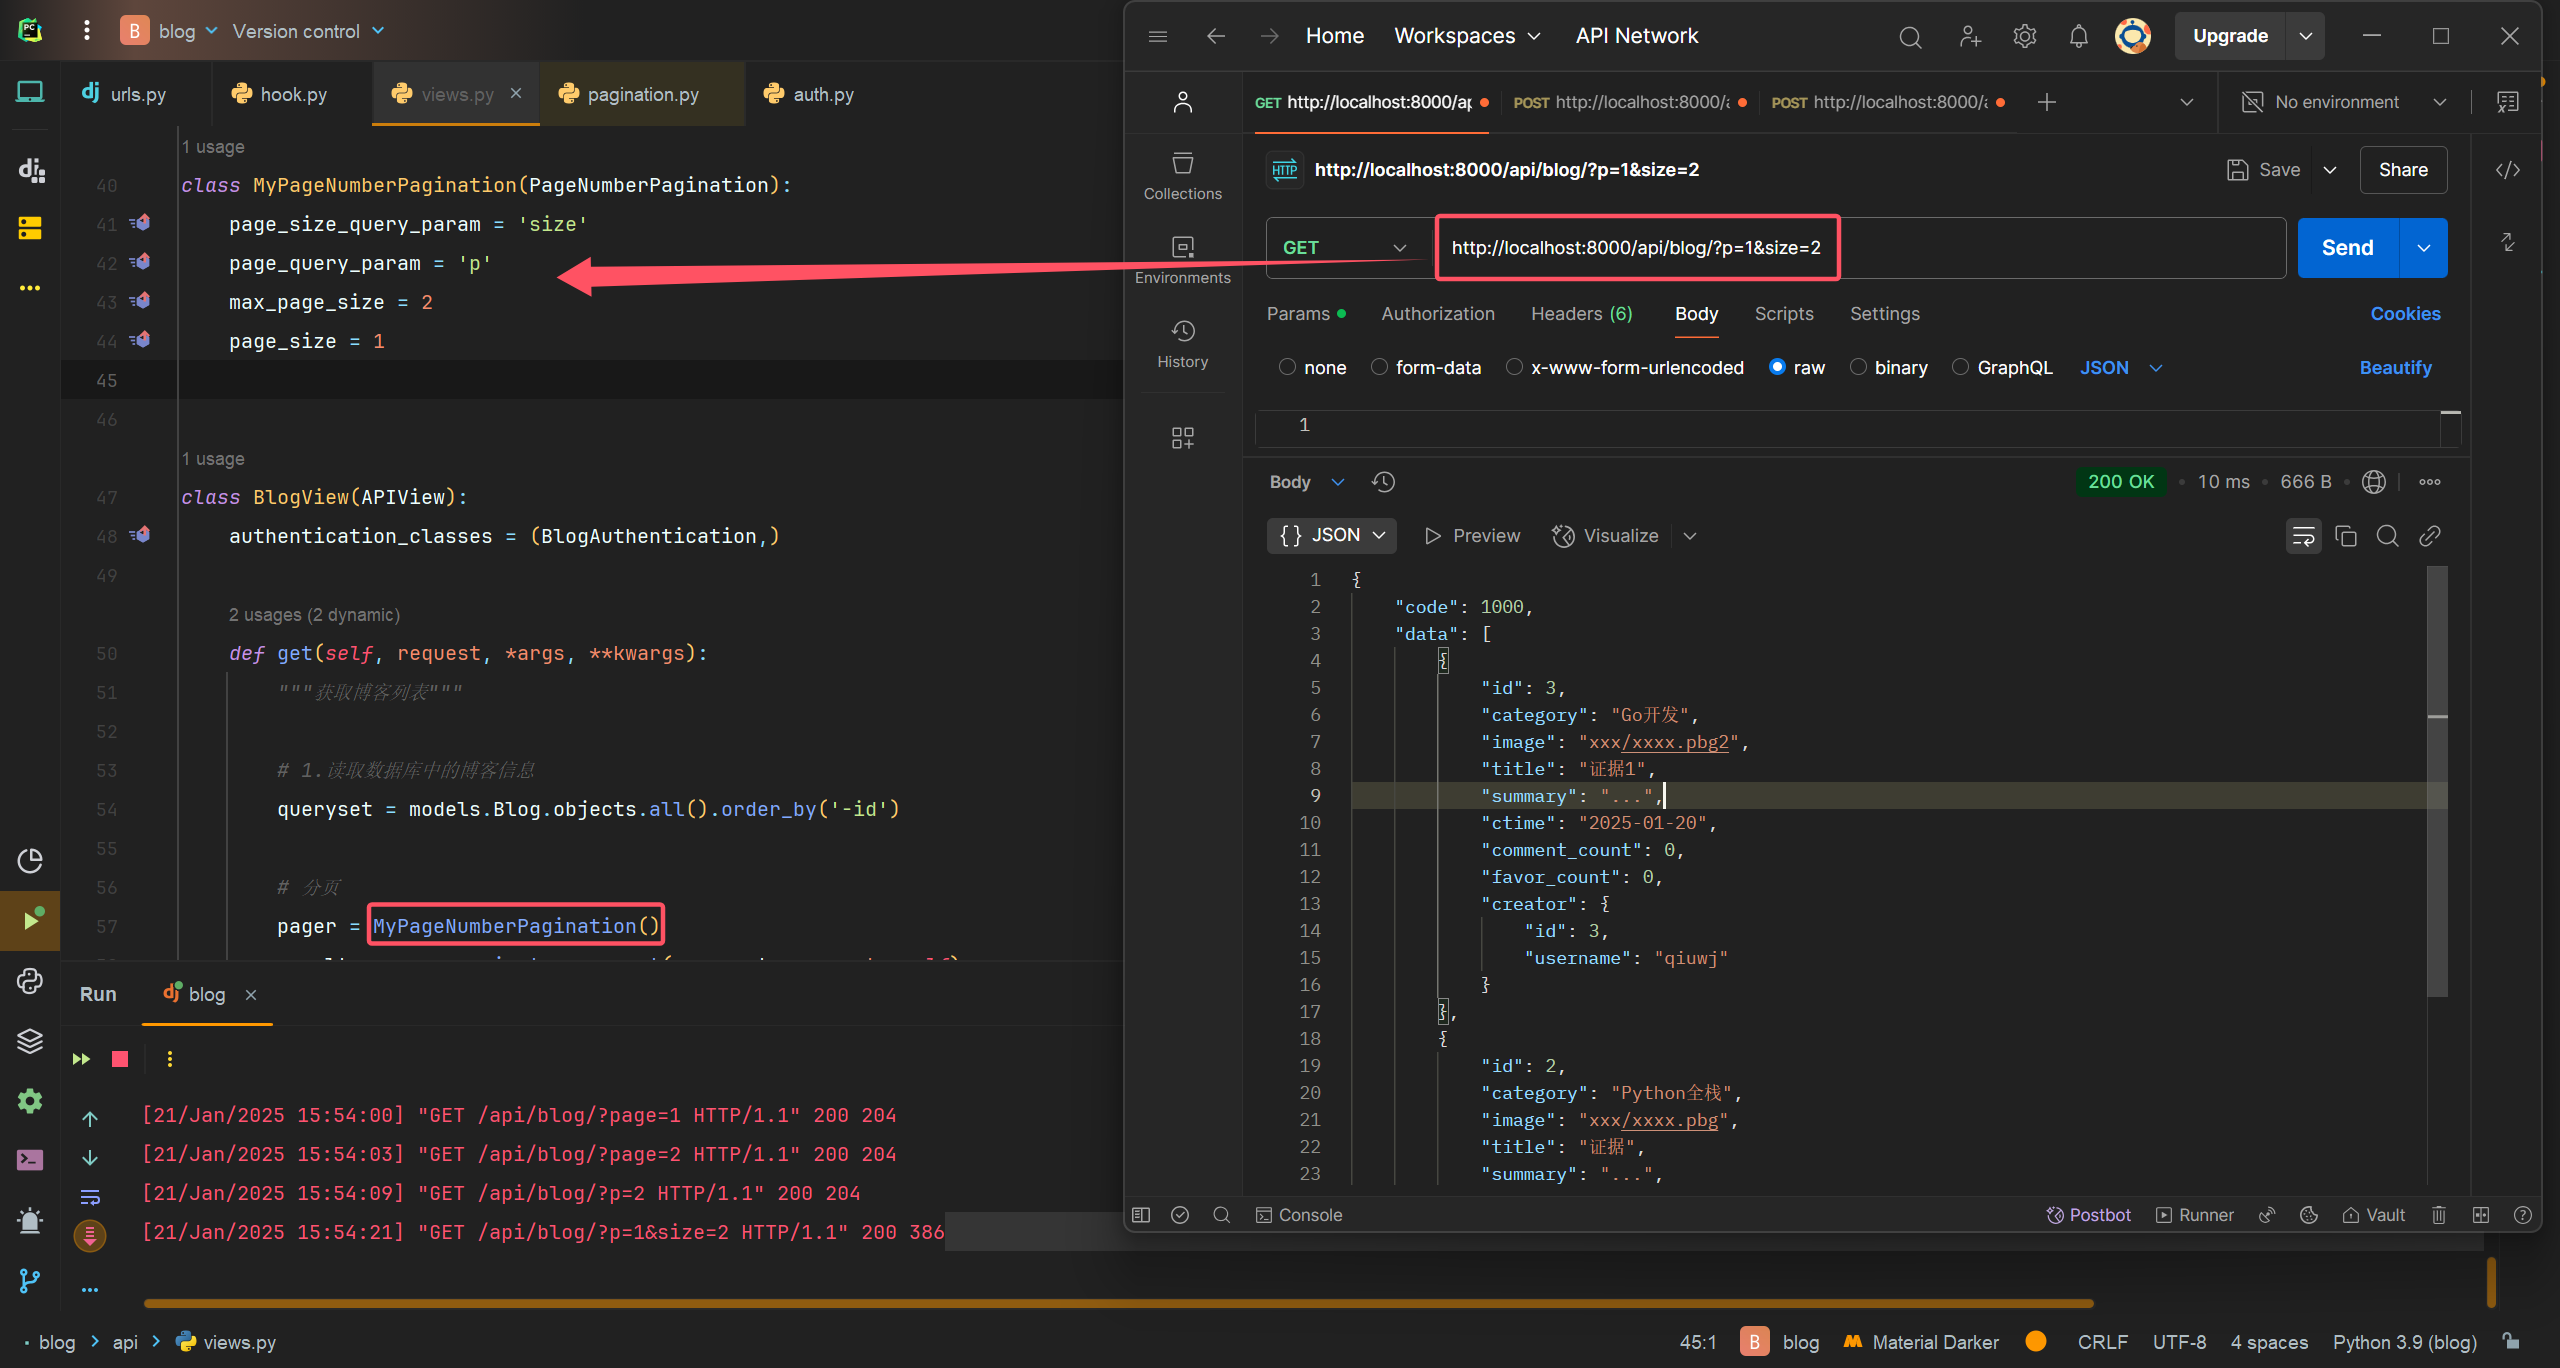 B blog Version control
urls.py hook.py views.py pagination.py auth.py
1 usage
40 class MyPageNumberPagination(PageNumberPagination):
41 page_size_query_param = 'size'
42 page_query_param = 'p'
43 max_page_size = 2
44 page_size = 1
45
46
1 usage
47 class BlogView(APIView):
48 authentication_classes = (BlogAuthentication,)
49
2 usages (2 dynamic)
50 def get(self, request, *args, **kwargs):
51 """获取博客列表"""
52
53 # 1.读取数据库中的博客信息
54 queryset = models.Blog.objects.all().order_by('-id')
55
56 # 分页
57 pager = MyPageNumberPagination()
Run blog
[21/Jan/2025 15:54:00] "GET /api/blog/?page=1 HTTP/1.1" 200 204
[21/Jan/2025 15:54:03] "GET /api/blog/?page=2 HTTP/1.1" 200 204
[21/Jan/2025 15:54:09] "GET /api/blog/?p=2 HTTP/1.1" 200 204
[21/Jan/2025 15:54:21] "GET /api/blog/?p=1&size=2 HTTP/1.1" 200 386
blog api views.py
45:1 B blog Material Darker CRLF UTF-8 4 spaces Python 3.9 (blog)
Home Workspaces API Network Upgrade
GET http://localhost:8000/ap POST http://localhost:8000/a POST http://localhost:8000/a No environment
HTTP http://localhost:8000/api/blog/?p=1&size=2 Save Share
GET http://localhost:8000/api/blog/?p=1&size=2 Send
Collections
Environments
History
Params Authorization Headers (6) Body Scripts Settings Cookies
none form-data x-www-form-urlencoded raw binary GraphQL JSON Beautify
1
Body 200 OK 10 ms 666 B
{} JSON Preview Visualize
1 {
2 "code": 1000,
3 "data": [
4 {
5 "id": 3,
6 "category": "Go开发",
7 "image": "xxx/xxxx.pbg2",
8 "title": "证据1",
9 "summary": "...",
10 "ctime": "2025-01-20",
11 "comment_count": 0,
12 "favor_count": 0,
13 "creator": {
14 "id": 3,
15 "username": "qiuwj"
16 }
17 },
18 {
19 "id": 2,
20 "category": "Python全栈",
21 "image": "xxx/xxxx.pbg",
22 "title": "证据",
23 "summary": "...",
Console Postbot Runner Vault